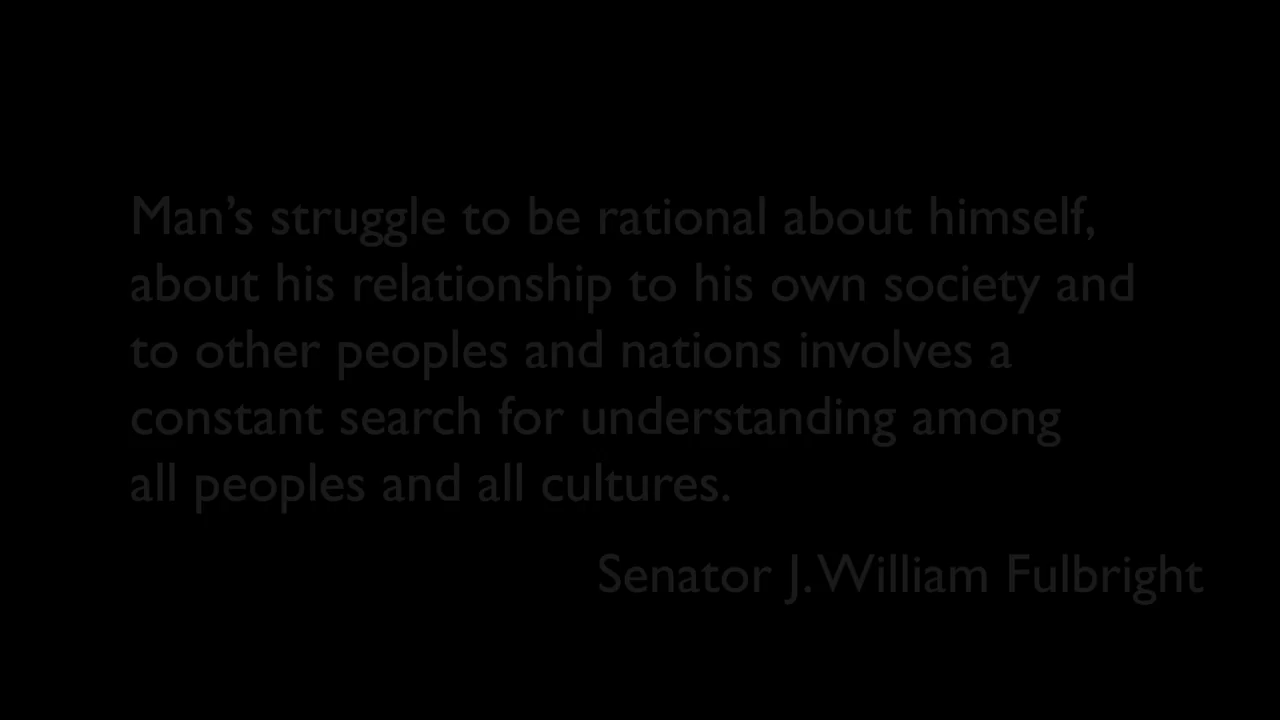 Man’s struggle to be rational about himself,
about his relationship to his own society and
to other peoples and nations involves a
constant search for understanding among
all peoples and all cultures.
Senator J. William Fulbright